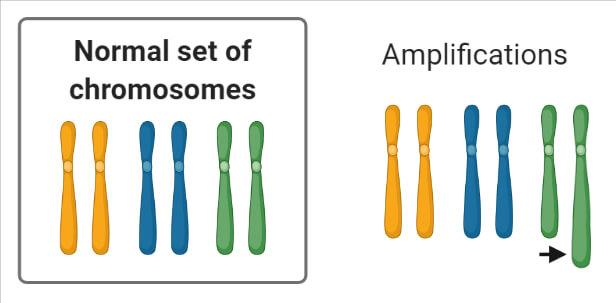 Normal set of
chromosomes
Amplifications